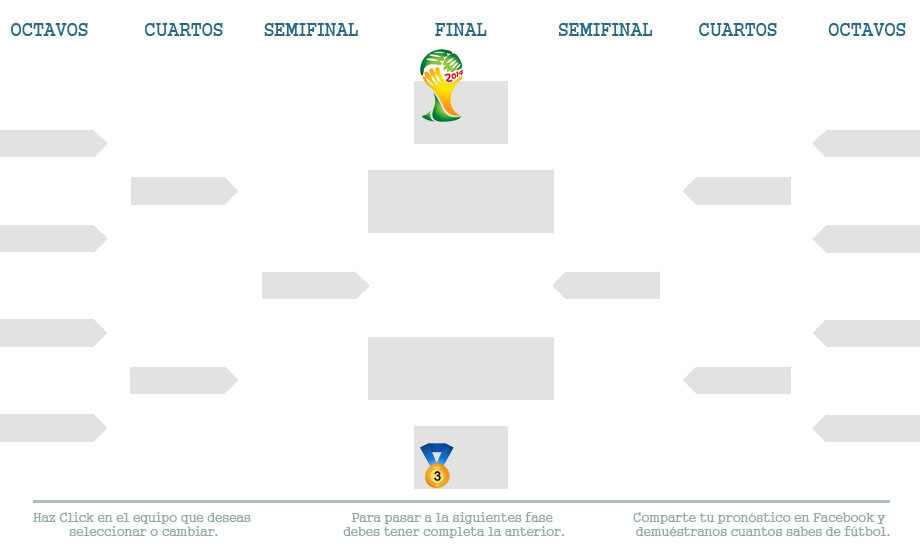 OCTAVOS CUARTOS SEMIFINAL FINAL SEMIFINAL CUARTOS OCTAVOS
2014
3
Haz Click en el equipo que deseas
seleccionar o cambiar.
Para pasar a la siguientes fase
debes tener completa la anterior.
Comparte tu pronóstico en Facebook y
demuéstranos cuantos sabes de fútbol.